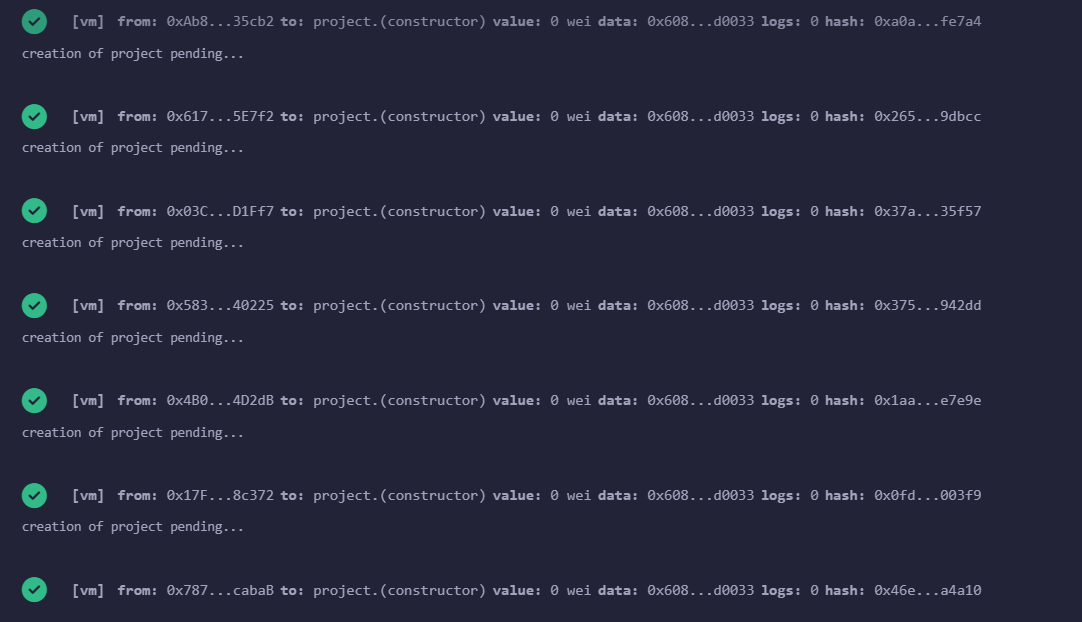 [vm] from: 0xAb8...35cb2 to: project.(constructor) value: 0 wei data: 0x608...d0033 logs: 0 hash: 0xa0a...fe7a4
creation of project pending...
[vm] from: 0x617...5E7f2 to: project.(constructor) value: 0 wei data: 0x608...d0033 logs: 0 hash: 0x265...9dbcc
creation of project pending...
[vm] from: 0x03C...D1Ff7 to: project.(constructor) value: 0 wei data: 0x608...d0033 logs: 0 hash: 0x37a...35f57
creation of project pending...
[vm] from: 0x583...40225 to: project.(constructor) value: 0 wei data: 0x608...d0033 logs: 0 hash: 0x375...942dd
creation of project pending...
[vm] from: 0x4B0...4D2dB to: project.(constructor) value: 0 wei data: 0x608...d0033 logs: 0 hash: 0x1aa...e7e9e
creation of project pending...
[vm] from: 0x17F...8c372 to: project.(constructor) value: 0 wei data: 0x608...d0033 logs: 0 hash: 0x0fd...003f9
creation of project pending...
[vm] from: 0x787...cabaB to: project.(constructor) value: 0 wei data: 0x608...d0033 logs: 0 hash: 0x46e...a4a10